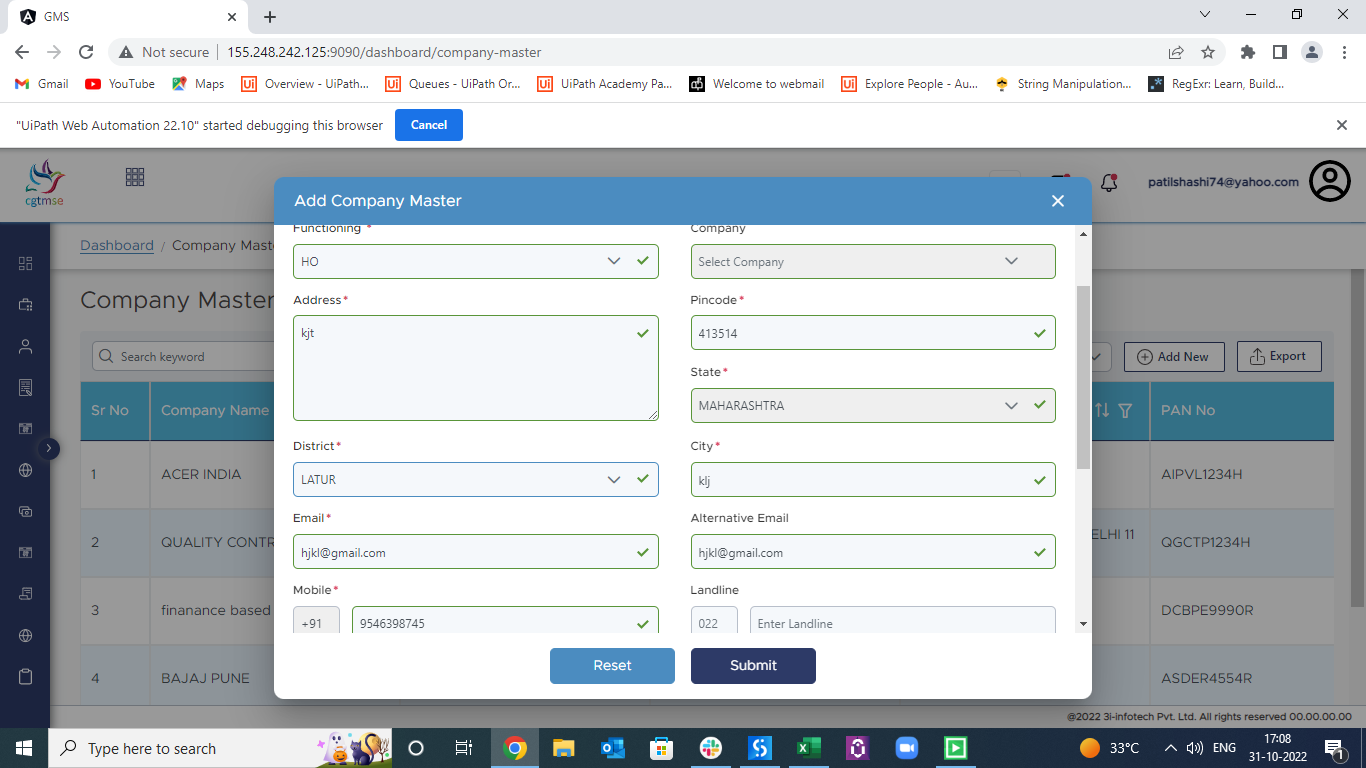 GMS
Not secure
155.248.242.125:9090/dashboard/company-master
Gmail
YouTube
Maps
Overview - UiPath...
Queues - UiPath Or...
UiPath Academy Pa...
Welcome to webmail
Explore People - Au...
String Manipulation...
RegExr: Learn, Build...
"UiPath Web Automation 22.10" started debugging this browser
Cancel
cgtmse
patilshashi74@yahoo.com
Add Company Master
Dashboard / Company Mast
Company Master
Search keyword
Add New
Export
Functioning *
Company
HO
Select Company
Address*
Pincode*
kjt
413514
State*
MAHARASHTRA
District*
City*
LATUR
klj
Email*
Alternative Email
hjkl@gmail.com
hjkl@gmail.com
Mobile*
Landline
+91
9546398745
022
Enter Landline
Reset
Submit
Sr No
Company Name
PAN No
1
ACER INDIA
AIPVL1234H
2
QUALITY CONTR
ELHI 11
QGCTP1234H
3
finanance based
DCBPE9990R
4
BAJAJ PUNE
ASDER4554R
@2022 3i-infotech Pvt. Ltd. All rights reserved 00.00.00.00
Type here to search
33°C
ENG
17:08
31-10-2022
1